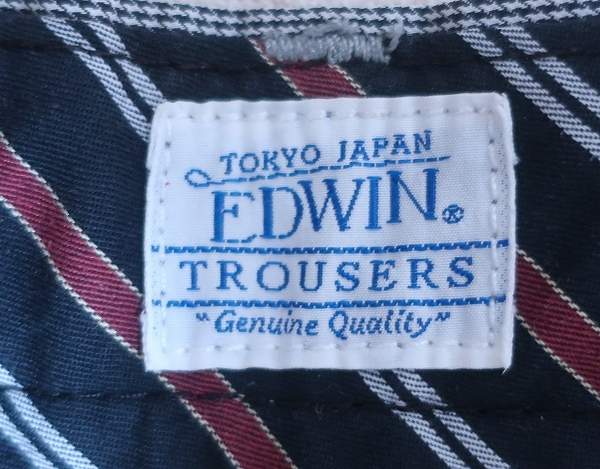 TOKYO JAPAN
EDWIN®
TROUSERS
"Genuine Quality"